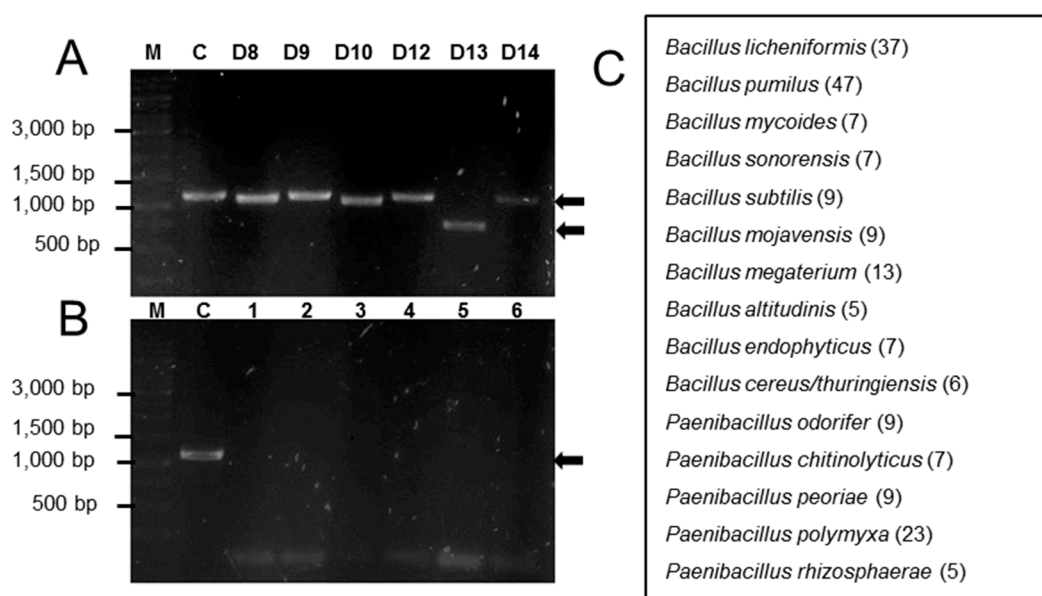 A
M C D8 D9 D10 D12 D13 D14
3,000 bp
1,500 bp
1,000 bp
500 bp
B
M C 1 2 3 4 5 6
3,000 bp
1,500 bp
1,000 bp
500 bp
C
Bacillus licheniformis (37)
Bacillus pumilus (47)
Bacillus mycoides (7)
Bacillus sonorensis (7)
Bacillus subtilis (9)
Bacillus mojavensis (9)
Bacillus megaterium (13)
Bacillus altitudinis (5)
Bacillus endophyticus (7)
Bacillus cereus/thuringiensis (6)
Paenibacillus odorifer (9)
Paenibacillus chitinolyticus (7)
Paenibacillus peoriae (9)
Paenibacillus polymyxa (23)
Paenibacillus rhizosphaerae (5)